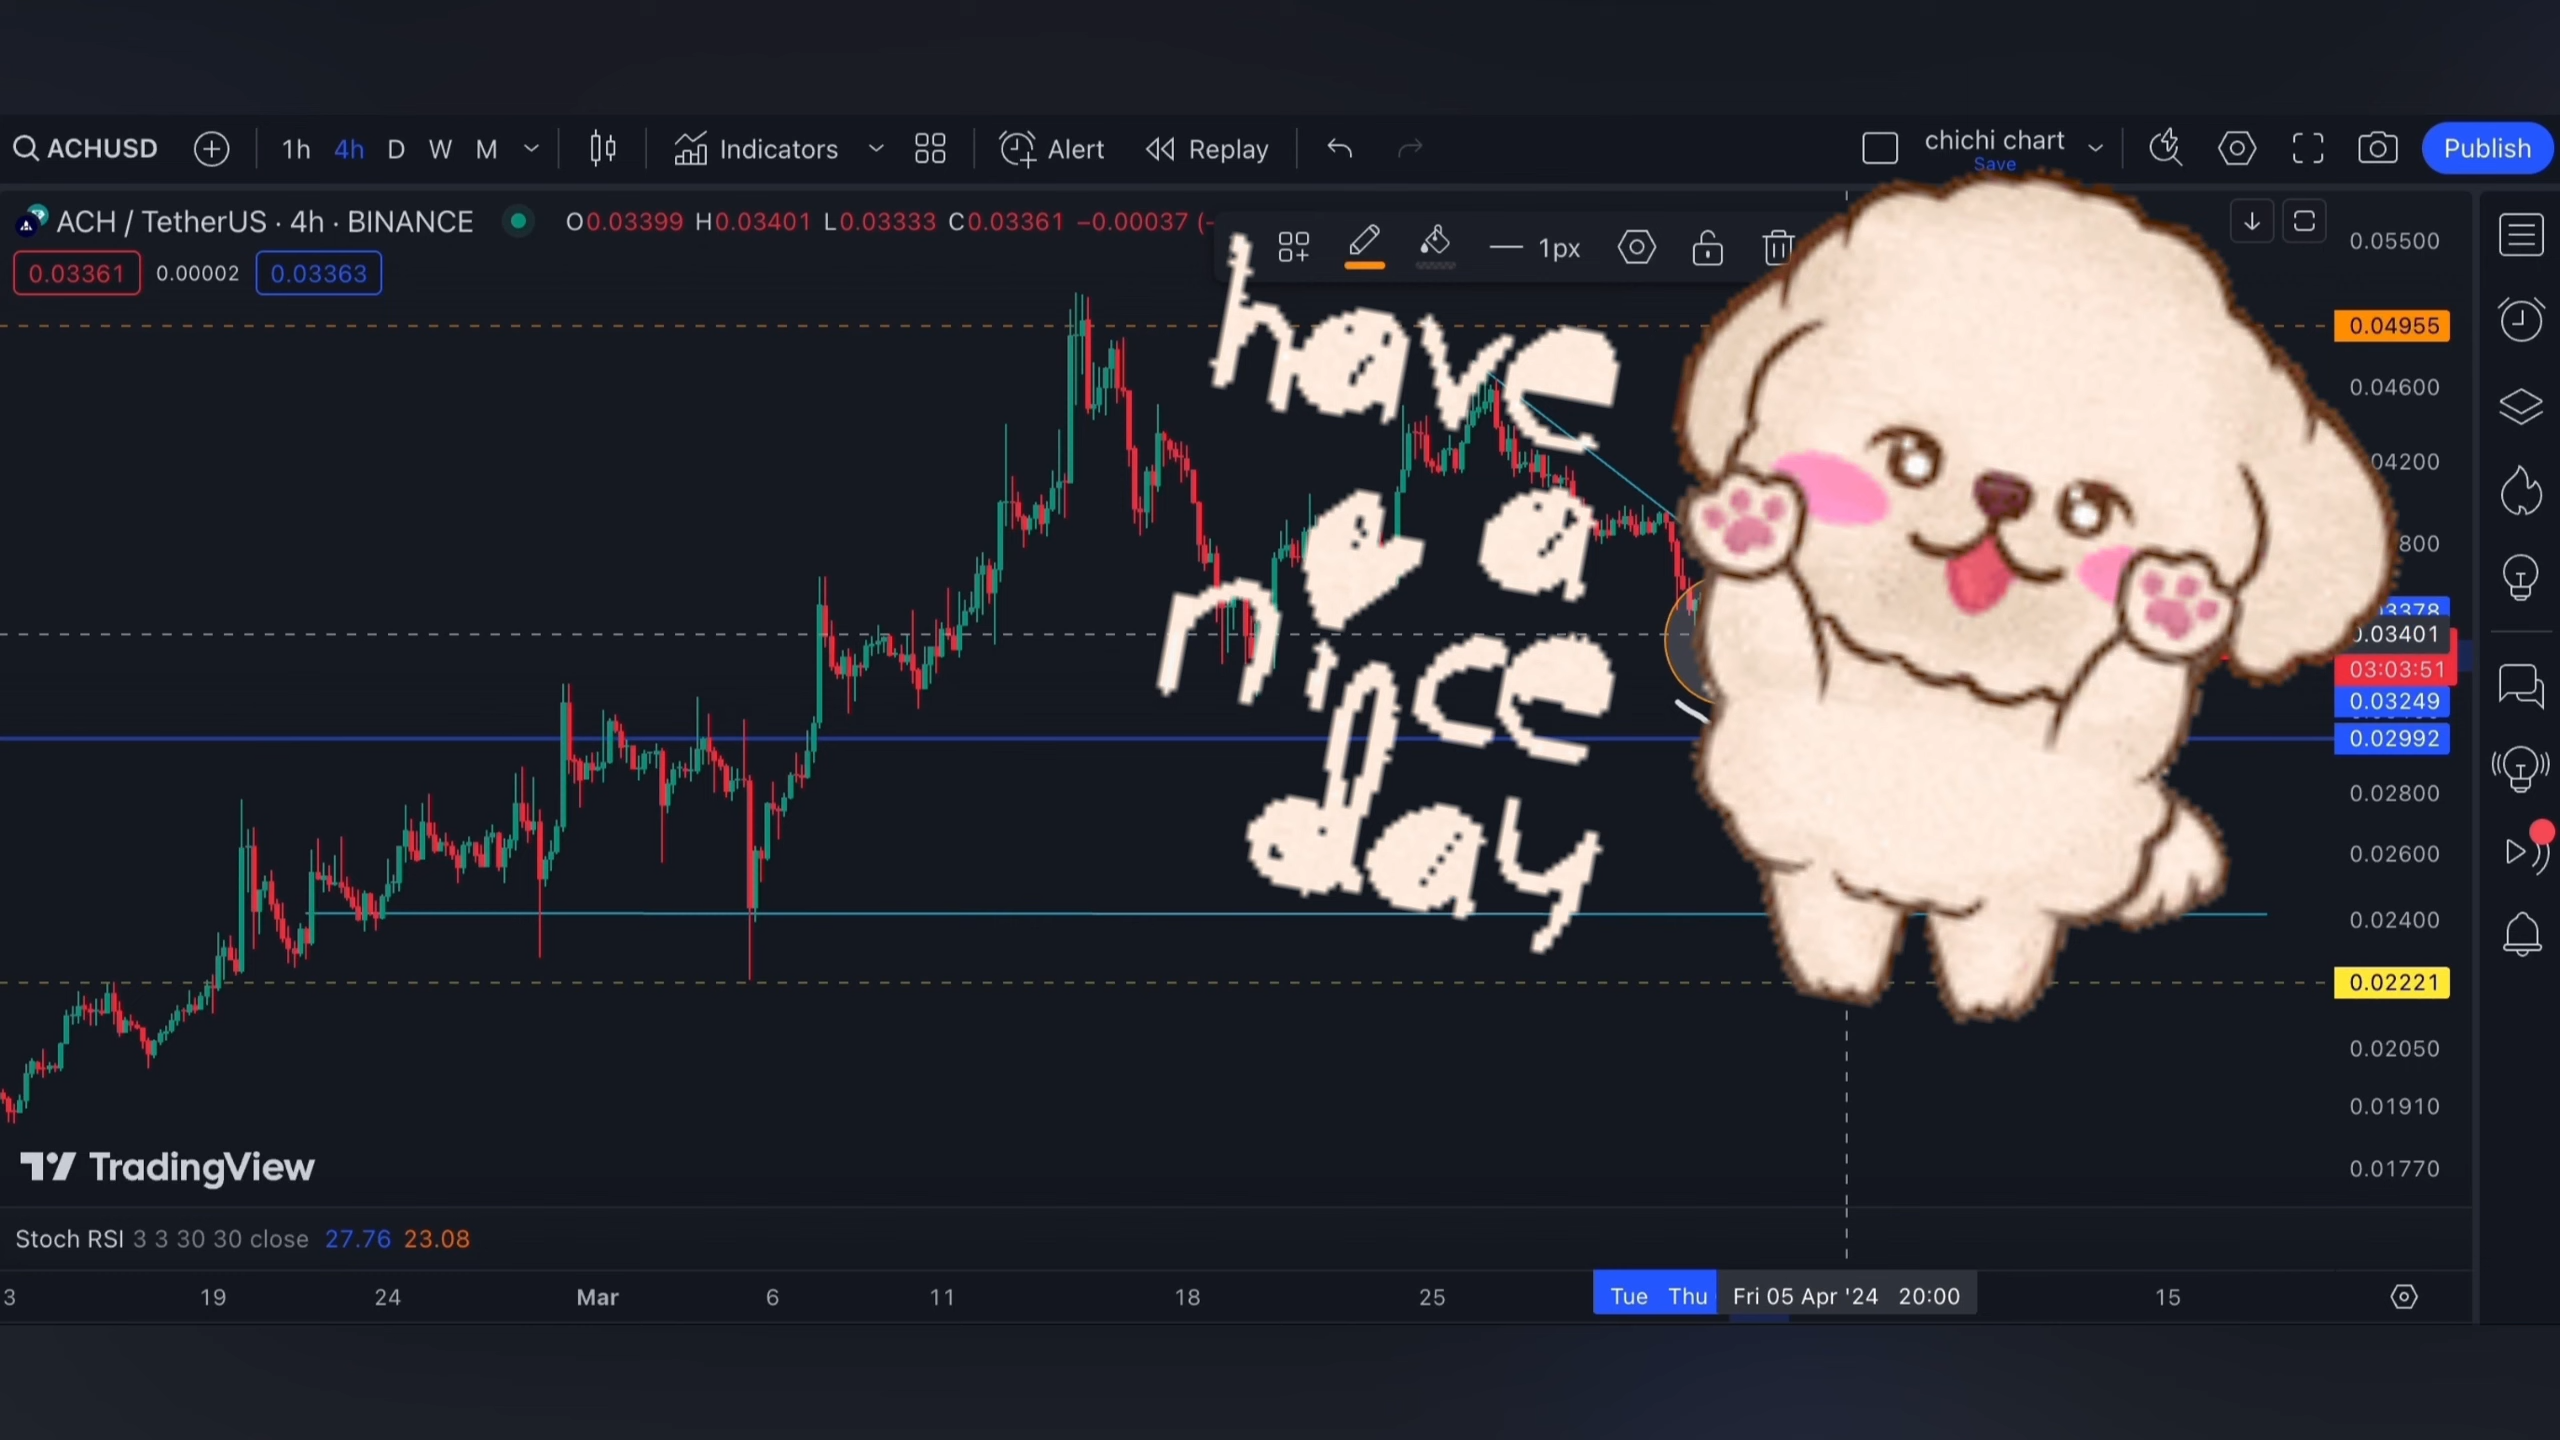 ACHUSD 1h 4h D W M Indicators Alert Replay chichi chart Publish
Save
ACH / TetherUS · 4h · BINANCE O0.03399 H0.03401 L0.03333 C0.03361 −0.00037 (-
1px
0.03361 0.00002 0.03363
have
a
nice
day
0.05500
0.04955
0.04600
04200
800
3378
0.03401
03:03:51
0.03249
0.02992
0.02800
0.02600
0.02400
0.02221
0.02050
0.01910
0.01770
TradingView
Stoch RSI 3 3 30 30 close 27.76 23.08
3 19 24 Mar 6 11 18 25 Tue Thu Fri 05 Apr '24 20:00 15